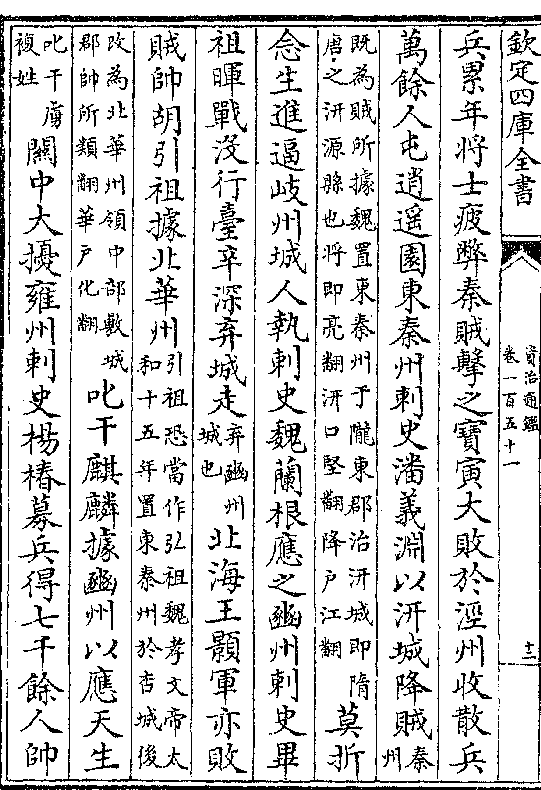 欽定四庫全書
資治通鑑
卷一百五十一
十二
兵累年將士疲弊秦賊擊之寶寅大敗於涇州收散兵
萬餘人屯逍遥園東秦州刺史潘義淵以汧城降賊
秦
州
既為賊所據魏置東秦州于隴東郡治汧城即隋
唐之汧源縣也將即亮翻汧口堅翻降户江翻
莫折
念生進逼岐州城人執刺史魏蘭根應之豳州刺史畢
祖暉戰没行臺辛深弃城走
弃豳州
城也
北海王顥軍亦敗
賊帥胡引祖據北華州
引祖恐當作弘祖魏孝文帝太
和十五年置東秦州於杏城後
改為北華州領中部敷城
郡帥所類翻華户化翻
叱干麒麟據豳州以應天生
叱干虜
複姓
關中大擾雍州刺史楊椿募兵得七千餘人帥